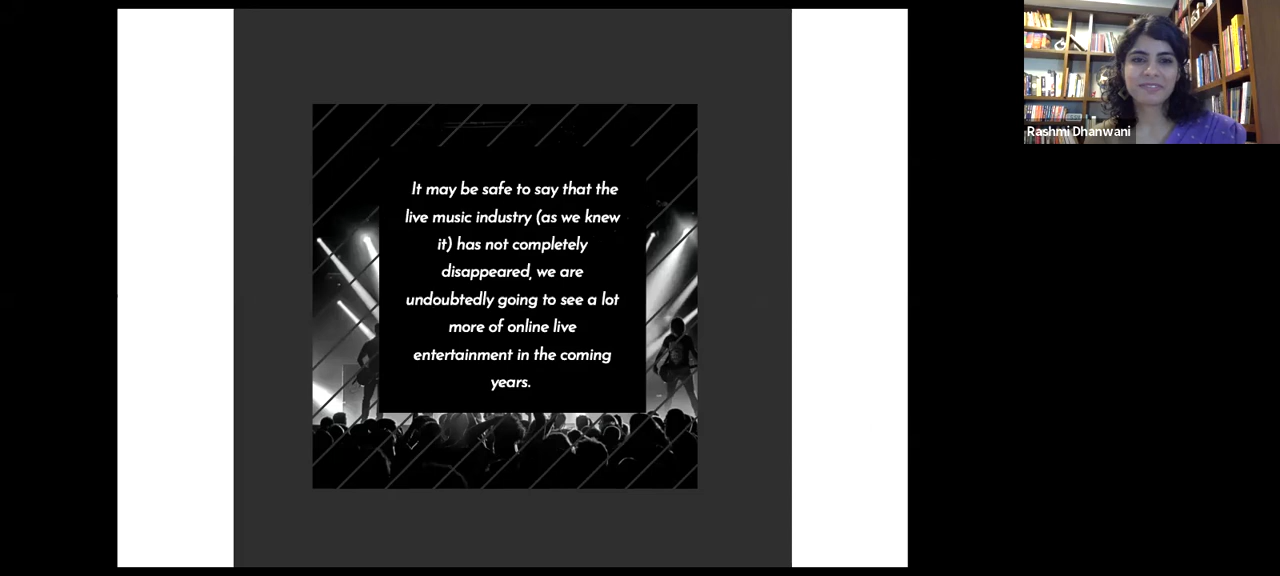 It may be safe to say that the
live music industry (as we knew
it) has not completely
disappeared, we are
undoubtedly going to see a lot
more of online live
entertainment in the coming
years.
Rashmi Dhanwani